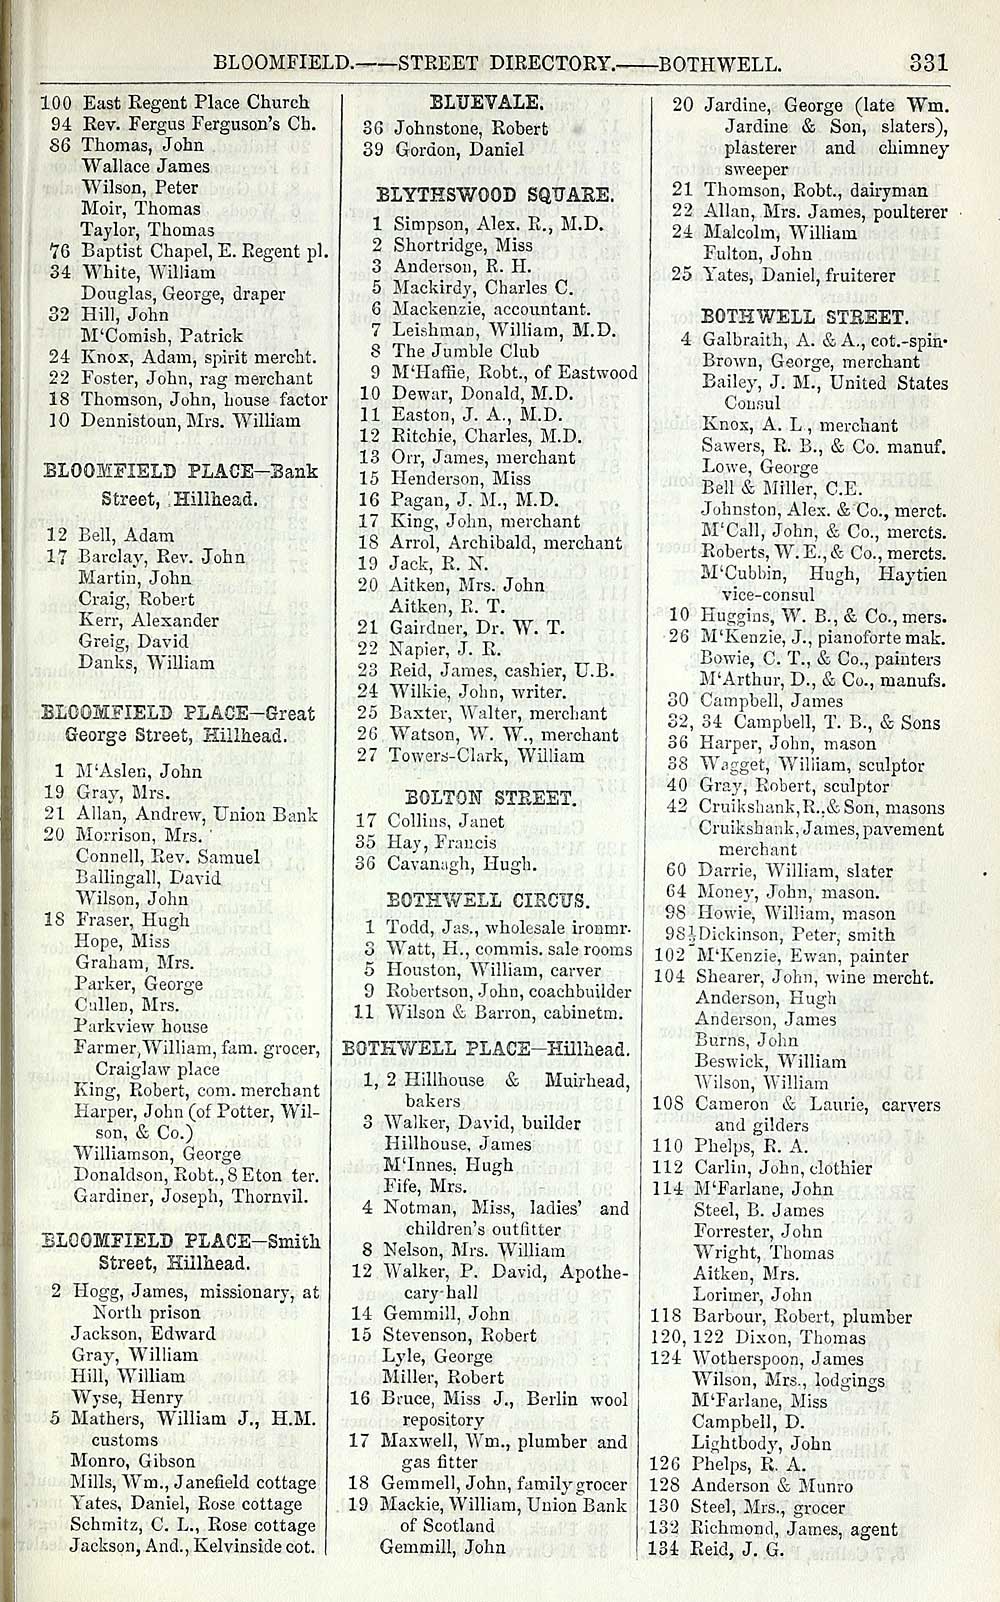 BLOOMFIELD.——STREET DIRECTORY.——BOTHWELL. 331
100 East Regent Place Church
94 Rev. Fergus Ferguson's Ch.
86 Thomas, John
Wallace James
Wilson, Peter
Moir, Thomas
Taylor, Thomas
76 Baptist Chapel, E. Regent pl.
34 White, William
Douglas, George, draper
32 Hill, John
M'Comish, Patrick
24 Knox, Adam, spirit mercht.
22 Foster, John, rag merchant
18 Thomson, John, house factor
10 Dennistoun, Mrs. William
BLOOMFIELD PLACE—Bank
Street, Hillhead.
12 Bell, Adam
17 Barclay, Rev. John
Martin, John
Craig, Robert
Kerr, Alexander
Greig, David
Danks, William
BLOOMFIELD PLACE—Great
George Street, Hillhead.
1 M'Aslen, John
19 Gray, Mrs.
21 Allan, Andrew, Union Bank
20 Morrison, Mrs.
Connell, Rev. Samuel
Ballingall, David
Wilson, John
18 Fraser, Hugh
Hope, Miss
Graham, Mrs.
Parker, George
Cullen, Mrs.
Parkview house
Farmer, William, fam. grocer,
Craiglaw place
King, Robert, com. merchant
Harper, John (of Potter, Wil-
son, & Co.)
Williamson, George
Donaldson, Robt., 8 Eton ter.
Gardiner, Joseph, Thornvil.
BLOOMFIELD PLACE—Smith
Street, Hillhead.
2 Hogg, James, missionary, at
North prison
Jackson, Edward
Gray, William
Hill, William
Wyse, Henry
5 Mathers, William J., H.M.
customs
Monro, Gibson
Mills, Wm., Janefield cottage
Yates, Daniel, Rose cottage
Schmitz, C. L., Rose cottage
Jackson, And., Kelvinside cot.
BLUEVALE.
36 Johnstone, Robert
39 Gordon, Daniel
BLYTHSWOOD SQUARE.
1 Simpson, Alex. R., M.D.
2 Shortridge, Miss
3 Anderson, R. H.
5 Mackirdy, Charles C.
6 Mackenzie, accountant.
7 Leishman, William, M.D.
8 The Jumble Club
9 M'Haffie, Robt., of Eastwood
10 Dewar, Donald, M.D.
11 Easton, J. A., M.D.
12 Ritchie, Charles, M.D.
13 Orr, James, merchant
15 Henderson, Miss
16 Pagan, J. M., M.D.
17 King, John, merchant
18 Arrol, Archibald, merchant
19 Jack, R. N.
20 Aitken, Mrs. John
Aitken, R. T.
21 Gairdner, Dr. W. T.
22 Napier, J. R.
23 Reid, James, cashier, U.B.
24 Wilkie, John, writer.
25 Baxter, Walter, merchant
26 Watson, W. W., merchant
27 Towers-Clark, William
BOLTON STREET.
17 Collins, Janet
35 Hay, Francis
36 Cavanagh, Hugh.
BOTHWELL CIRCUS.
1 Todd, Jas., wholesale ironmr.
3 Watt, H., commis. sale rooms
5 Houston, William, carver
9 Robertson, John, coachbuilder
11 Wilson & Barron, cabinetm.
BOTHWELL PLACE—Hillhead.
1, 2 Hillhouse & Muirhead,
bakers
3 Walker, David, builder
Hillhouse, James
M'Innes, Hugh
Fife, Mrs.
4 Notman, Miss, ladies' and
children's outfitter
8 Nelson, Mrs. William
12 Walker, P. David, Apothe-
cary-hall
14 Gemmill, John
15 Stevenson, Robert
Lyle, George
Miller, Robert
16 Bruce, Miss J., Berlin wool
repository
17 Maxwell, Wm., plumber and
gas fitter
18 Gemmell, John, family grocer
19 Mackie, William, Union Bank
of Scotland
Gemmill, John
20 Jardine, George (late Wm.
Jardine & Son, slaters),
plasterer and chimney
sweeper
21 Thomson, Robt., dairyman
22 Allan, Mrs. James, poulterer
24 Malcolm, William
Fulton, John
25 Yates, Daniel, fruiterer
BOTHWELL STREET.
4 Galbraith, A. & A., cot.-spin.
Brown, George, merchant
Bailey, J. M., United States
Consul
Knox, A. L., merchant
Sawers, R. B., & Co. manuf.
Lowe, George
Bell & Miller, C.E.
Johnston, Alex. & Co., merct.
M'Call, John, & Co., mercts.
Roberts, W. E., & Co., mercts.
M'Cubbin, Hugh, Haytien
vice-consul
10 Huggins, W. B., & Co., mers.
26 M'Kenzie, J., pianoforte mak.
Bowie, C. T., & Co., painters
M'Arthur, D., & Co., manufs.
30 Campbell, James
32, 34 Campbell, T. B., & Sons
36 Harper, John, mason
38 Wagget, William, sculptor
40 Gray, Robert, sculptor
42 Cruikshank, R., & Son, masons
Cruikshank, James, pavement
merchant
60 Darrie, William, slater
64 Money, John, mason.
98 Howie, William, mason
98½ Dickinson, Peter, smith
102 M'Kenzie, Ewan, painter
104 Shearer, John, wine mercht.
Anderson, Hugh
Anderson, James
Burns, John
Beswick, William
Wilson, William
108 Cameron & Laurie, carvers
and gilders
110 Phelps, R. A.
112 Carlin, John, clothier
114 M'Farlane, John
Steel, B. James
Forrester, John
Wright, Thomas
Aitken, Mrs.
Lorimer, John
118 Barbour, Robert, plumber
120, 122 Dixon, Thomas
124 Wotherspoon, James
Wilson, Mrs., lodgings
M'Farlane, Miss
Campbell, D.
Lightbody, John
126 Phelps, R. A.
128 Anderson & Munro
130 Steel, Mrs., grocer
132 Richmond, James, agent
134 Reid, J. G.